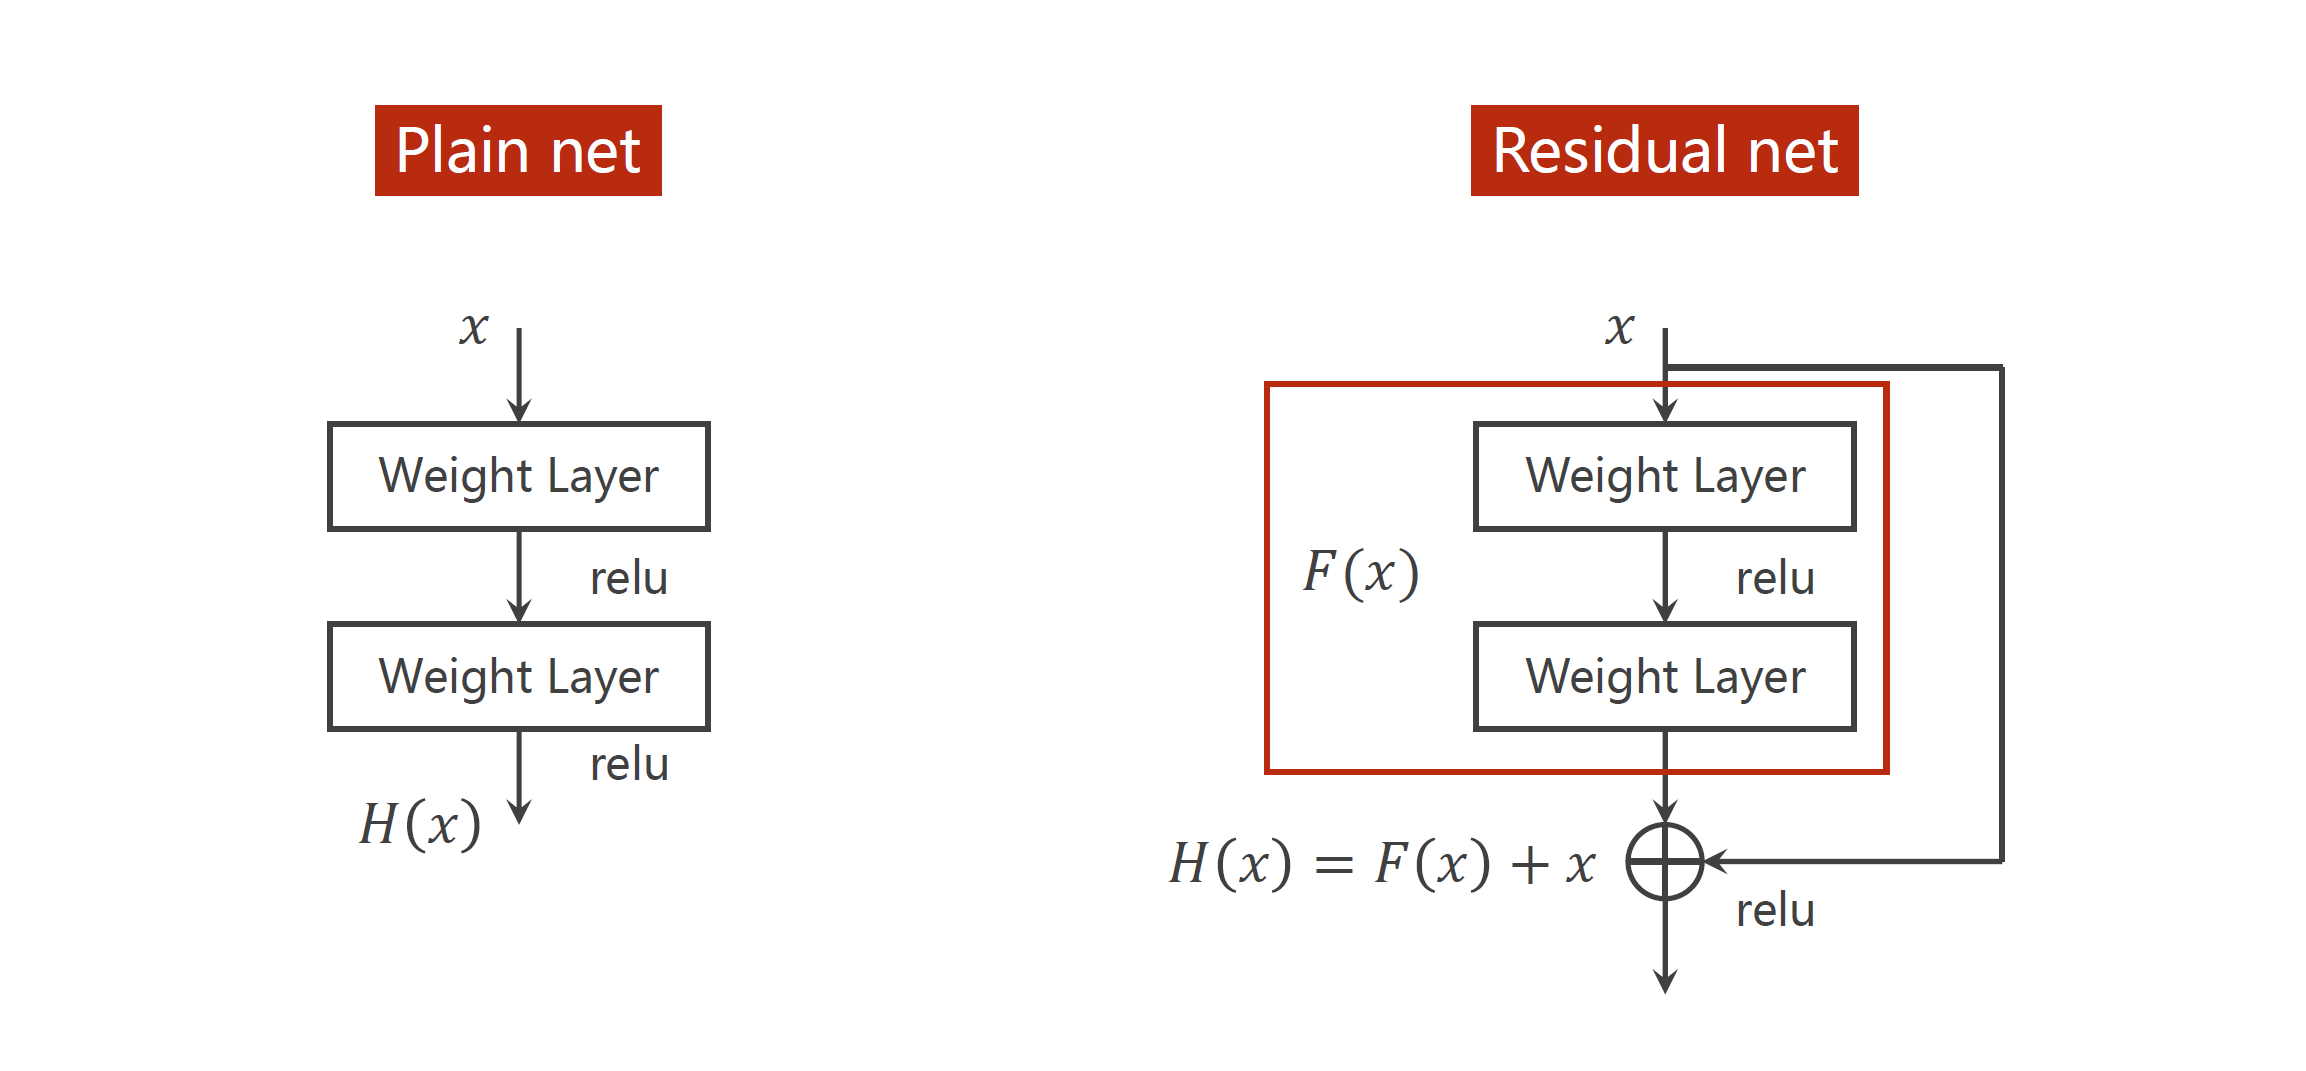 Plain net
x
Weight Layer
relu
Weight Layer
relu
H(x)
Residual net
x
Weight Layer
F(x)
relu
Weight Layer
H(x) = F(x) + x
relu